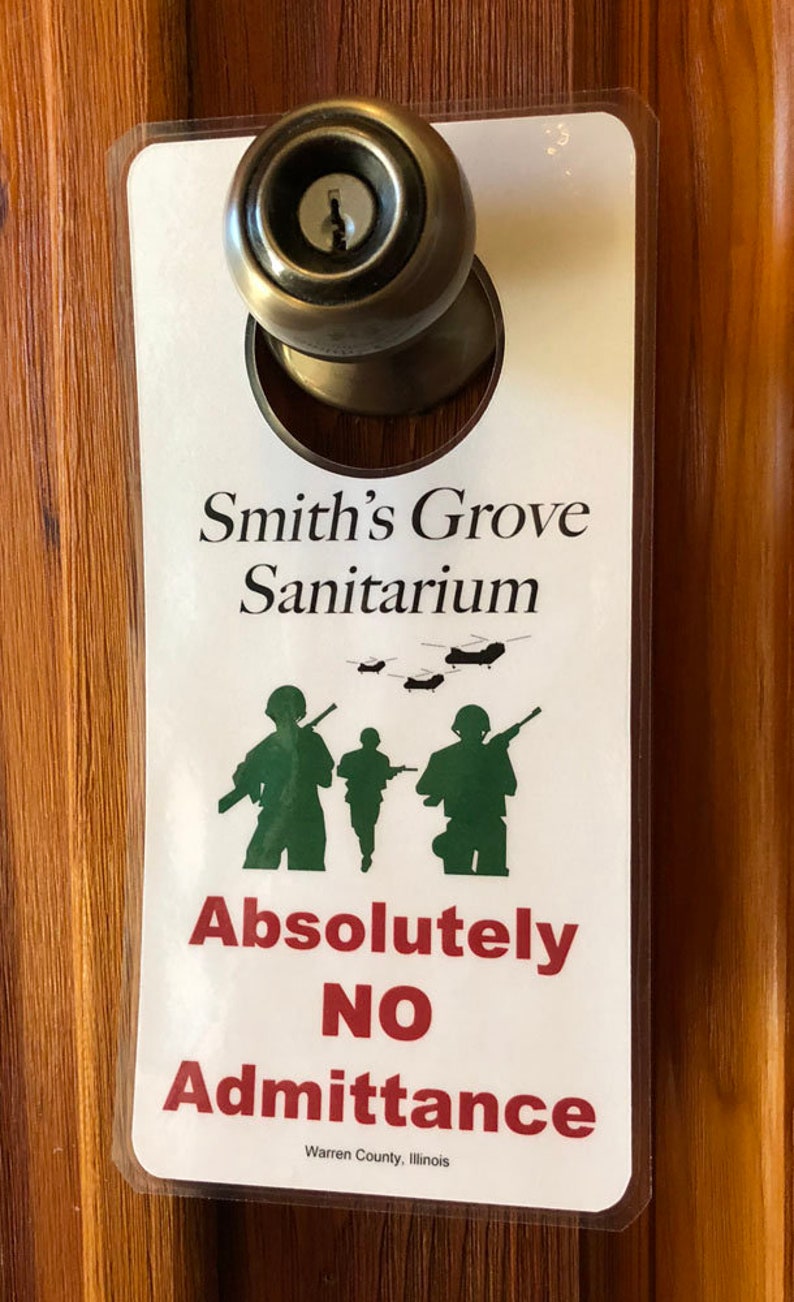 Smith's Grove
Sanitarium
Absolutely
NO
Admittance
Warren County, Illinois